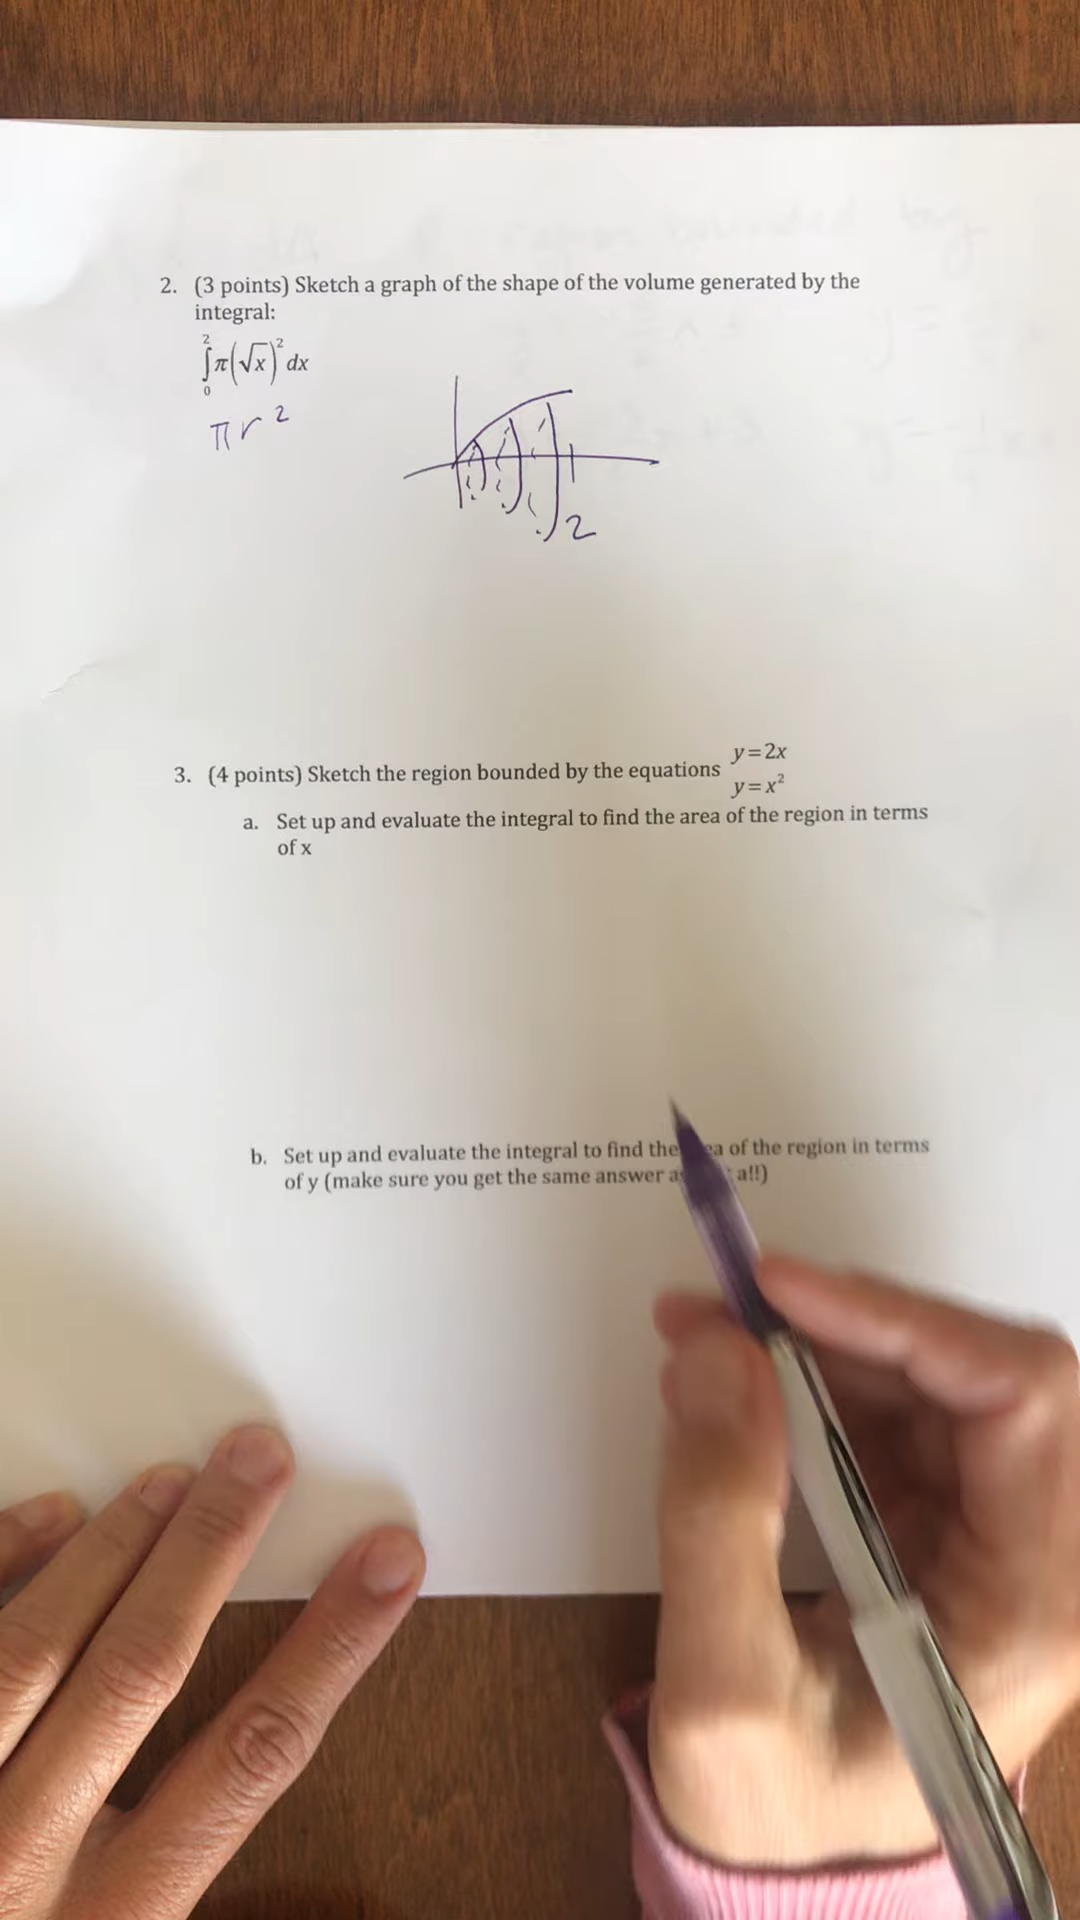 2. (3 points) Sketch a graph of the shape of the volume generated by the
integral:
∫₀² π(√x)² dx
πr²
2
3. (4 points) Sketch the region bounded by the equations y=2x
y=x²
a. Set up and evaluate the integral to find the area of the region in terms
of x
b. Set up and evaluate the integral to find the of the region in terms
of y (make sure you get the same answer a!!)